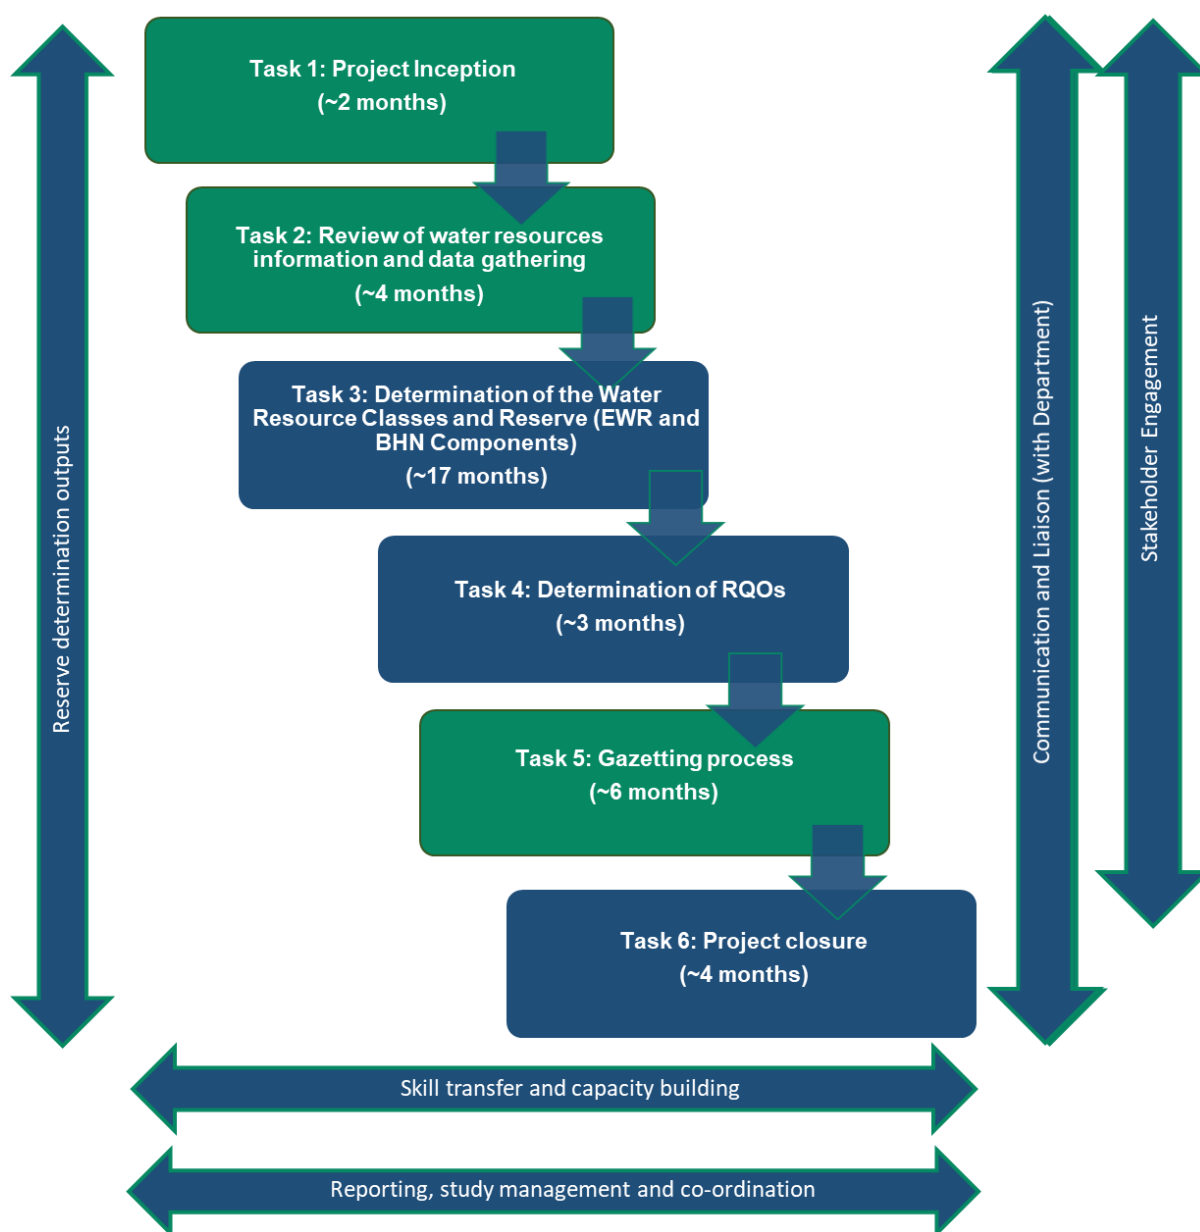 Task 1: Project Inception
(~2 months)
Task 2: Review of water resources
information and data gathering
(~4 months)
Task 3: Determination of the Water
Resource Classes and Reserve (EWR and
BHN Components)
(~17 months)
Task 4: Determination of RQOs
(~3 months)
Task 5: Gazetting process
(~6 months)
Task 6: Project closure
(~4 months)
Reserve determination outputs
Communication and Liaison (with Department)
Stakeholder Engagement
Skill transfer and capacity building
Reporting, study management and co-ordination